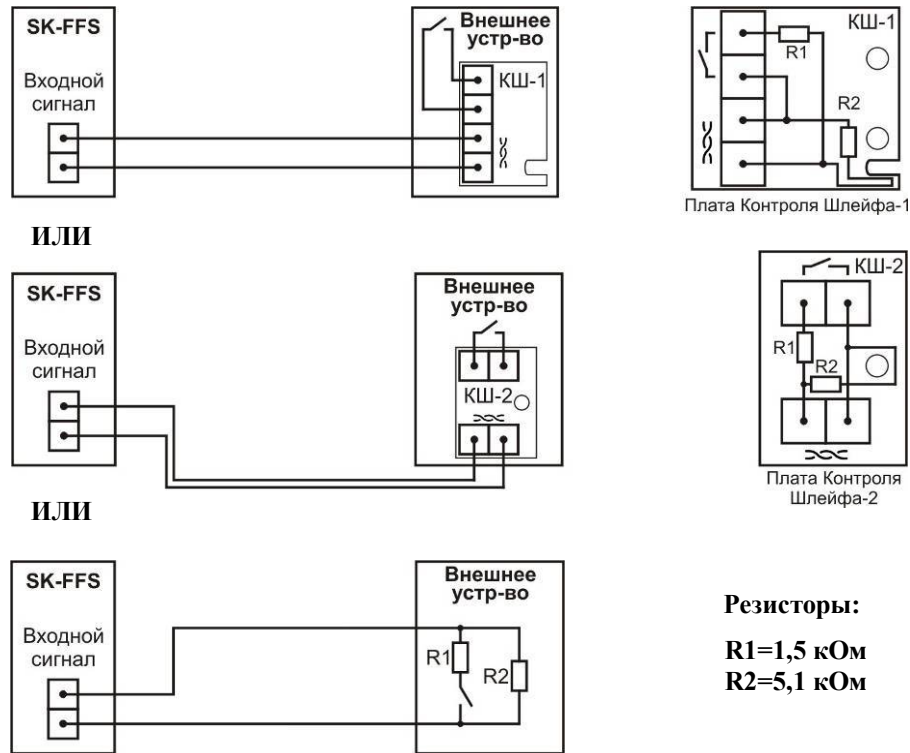 SK-FFS
Входной
сигнал
Внешнее
устр-во
КШ-1
КШ-1
R1
R2
Плата Контроля Шлейфа-1
ИЛИ
SK-FFS
Входной
сигнал
Внешнее
устр-во
КШ-2
КШ-2
R1
R2
Плата Контроля
Шлейфа-2
ИЛИ
SK-FFS
Входной
сигнал
Внешнее
устр-во
R1
R2
Резисторы:
R1=1,5 кОм
R2=5,1 кОм